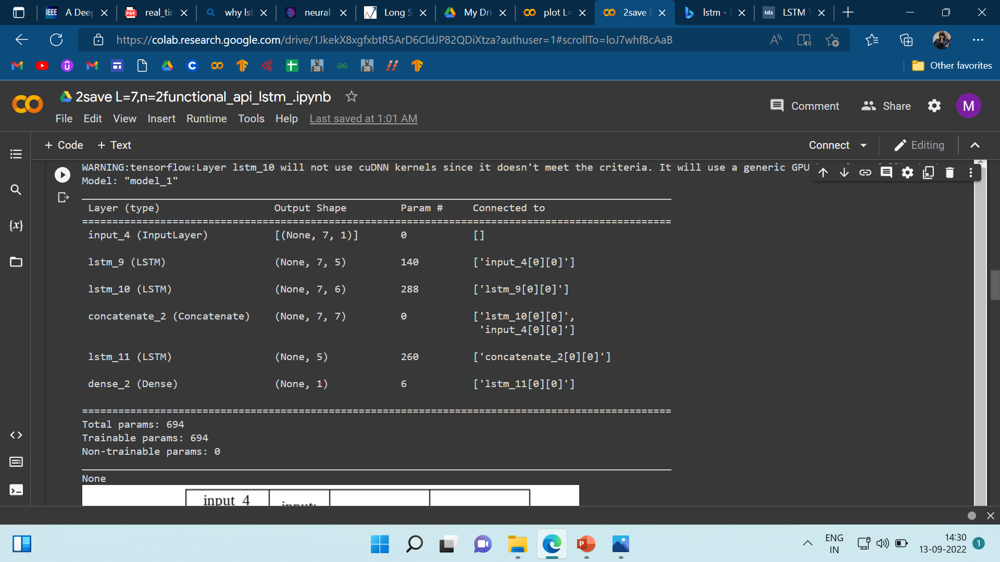 IEEE A Deep
PDF real_tir
why lst
neural
Long S
My Dri
plot L=
2save
lstm -
tds LSTM T
https://colab.research.google.com/drive/1JkekX8xgfxbtR5ArD6CldJP82QDiXtza?authuser=1#scrollTo=loJ7whfBcAaB
Other favorites
2save L=7,n=2functional_api_lstm_.ipynb
Comment
Share
M
File Edit View Insert Runtime Tools Help Last saved at 1:01 AM
+ Code + Text
Connect
Editing
WARNING:tensorflow:Layer lstm_10 will not use cuDNN kernels since it doesn't meet the criteria. It will use a generic GPU
Model: "model_1"
Layer (type) Output Shape Param # Connected to
==================================================================================================
input_4 (InputLayer) [(None, 7, 1)] 0 []
lstm_9 (LSTM) (None, 7, 5) 140 ['input_4[0][0]']
lstm_10 (LSTM) (None, 7, 6) 288 ['lstm_9[0][0]']
concatenate_2 (Concatenate) (None, 7, 7) 0 ['lstm_10[0][0]',
'input_4[0][0]']
lstm_11 (LSTM) (None, 5) 260 ['concatenate_2[0][0]']
dense_2 (Dense) (None, 1) 6 ['lstm_11[0][0]']
==================================================================================================
Total params: 694
Trainable params: 694
Non-trainable params: 0
None
input_4 input:
ENG
IN
14:30
13-09-2022
1